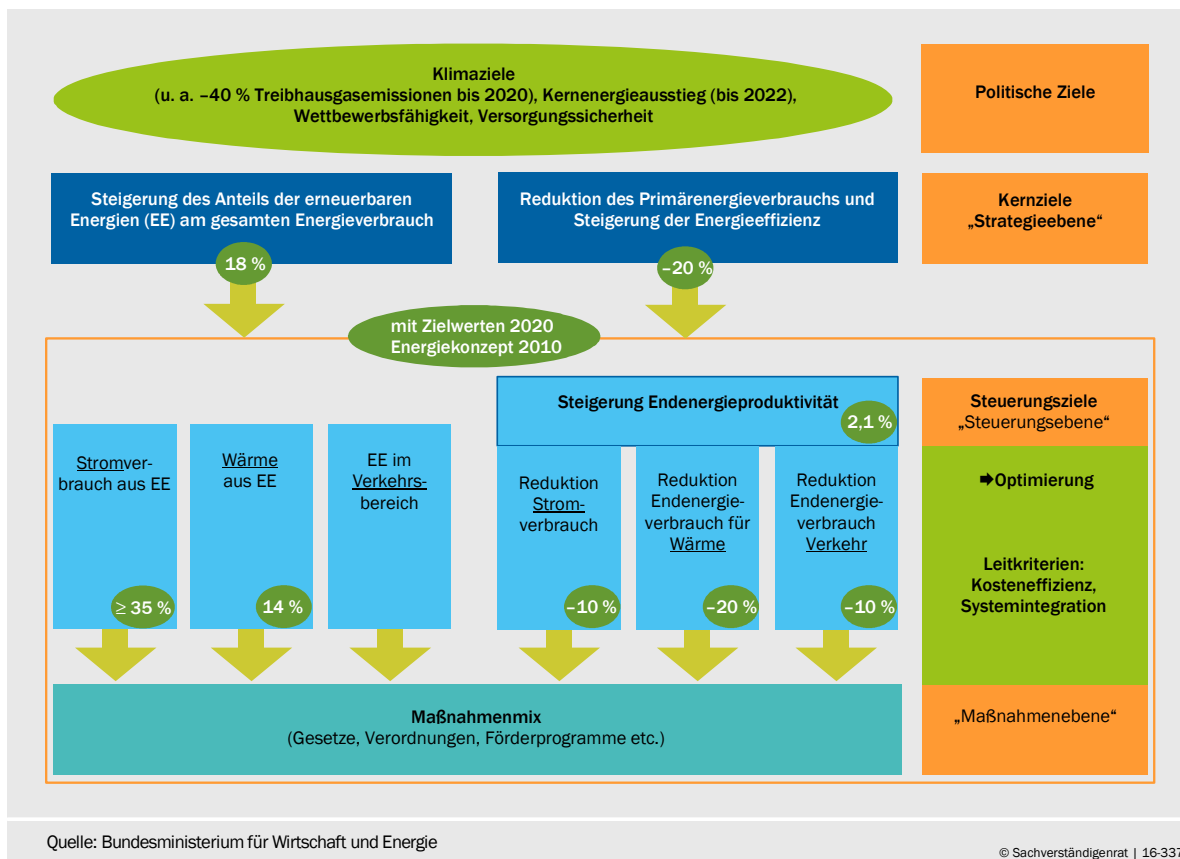 Klimaziele
(u. a. –40 % Treibhausgasemissionen bis 2020), Kernenergieausstieg (bis 2022),
Wettbewerbsfähigkeit, Versorgungssicherheit
Politische Ziele
Steigerung des Anteils der erneuerbaren
Energien (EE) am gesamten Energieverbrauch
18 %
Reduktion des Primärenergieverbrauchs und
Steigerung der Energieeffizienz
–20 %
Kernziele
„Strategieebene“
mit Zielwerten 2020
Energiekonzept 2010
Steigerung Endenergieproduktivität
2,1 %
Steuerungsziele
„Steuerungsebene“
Stromver-
brauch aus EE
≥ 35 %
Wärme
aus EE
14 %
EE im
Verkehrs-
bereich
Reduktion
Strom-
verbrauch
–10 %
Reduktion
Endenergie-
verbrauch für
Wärme
–20 %
Reduktion
Endenergie-
verbrauch
Verkehr
–10 %
➡Optimierung
Leitkriterien:
Kosteneffizienz,
Systemintegration
Maßnahmenmix
(Gesetze, Verordnungen, Förderprogramme etc.)
„Maßnahmenebene“
Quelle: Bundesministerium für Wirtschaft und Energie
© Sachverständigenrat | 16-337